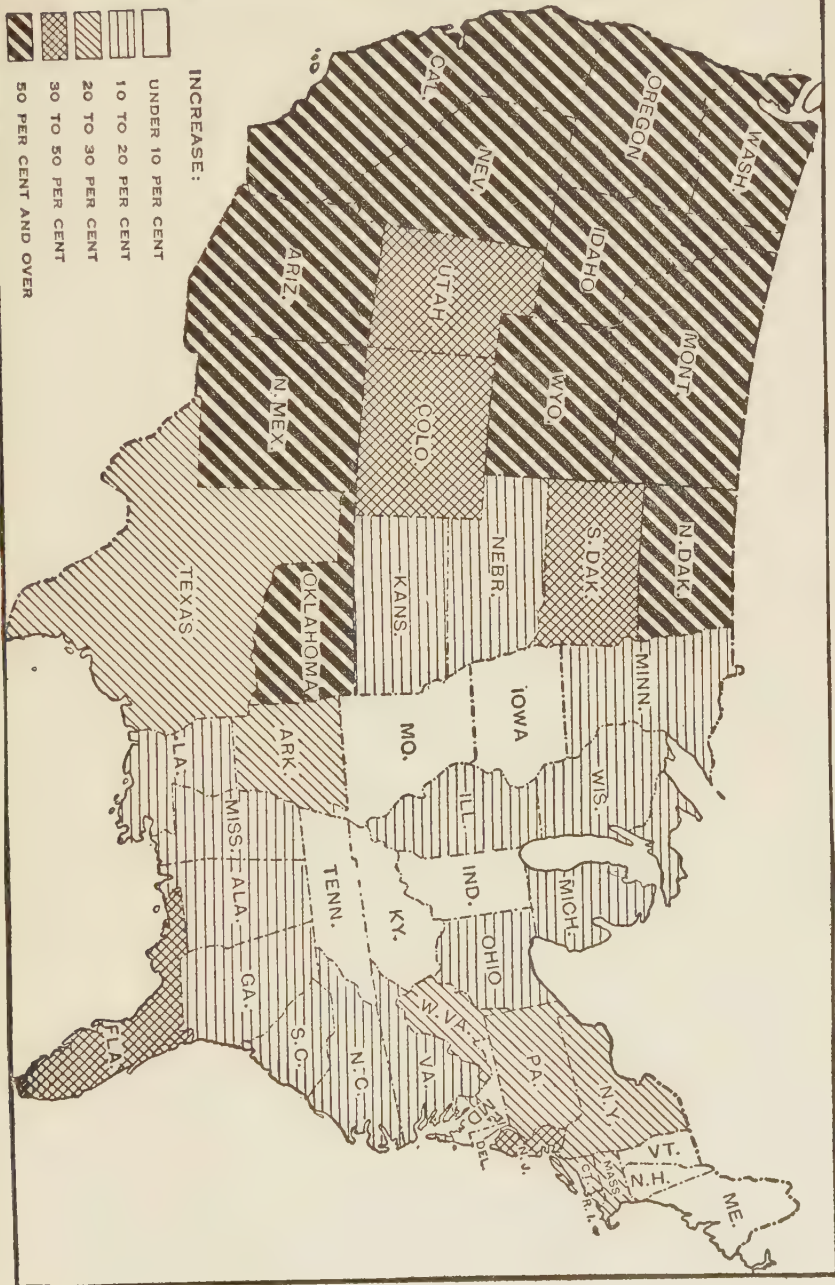 WASH.
OREGON
CAL.
NEV.
IDAHO
MONT.
WYO.
UTAH
ARIZ.
COLO.
N. MEX.
N. DAK.
S. DAK.
NEBR.
KANS.
OKLAHOMA
TEXAS
MINN.
IOWA
MO.
ARK.
LA.
WIS.
ILL.
MISS.
MICH.
IND.
KY.
TENN.
ALA.
OHIO
GA.
FLA.
W. VA.
VA.
N.C.
S.C.
PA.
N.Y.
N.J.
DEL.
VT.
N.H.
MASS.
CT.
R.I.
ME.
INCREASE:
UNDER 10 PER CENT
10 TO 20 PER CENT
20 TO 30 PER CENT
30 TO 50 PER CENT
50 PER CENT AND OVER